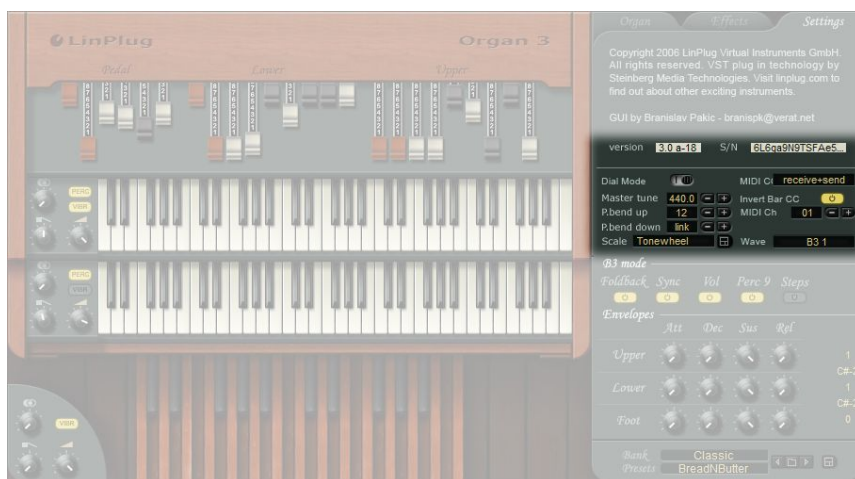 LinPlug
Organ 3
Pedal Lower Upper
PERC
VIBR
PERC
VIBR
VIBR
Organ Effects Settings
Copyright 2006 LinPlug Virtual Instruments GmbH.
All rights reserved. VST plug in technology by
Steinberg Media Technologies. Visit linplug.com to
find out about other exciting instruments.
GUI by Branislav Pakic - branispk@verat.net
version 3.0 a-18 S/N 6L6qa9N9TSFAe5...
Dial Mode MIDI C receive+send
Master tune 440.0 - + Invert Bar CC
P.bend up 12 - + MIDI Ch 01 - +
P.bend down link - +
Scale Tonewheel Wave B3 1
B3 mode
Foldback Sync Vol Perc 9 Steps
Envelopes
Att Dec Sus Rel
Upper 1
C#-
Lower 1
C#-
Foot 0
Bank Classic
Presets BreadNButter